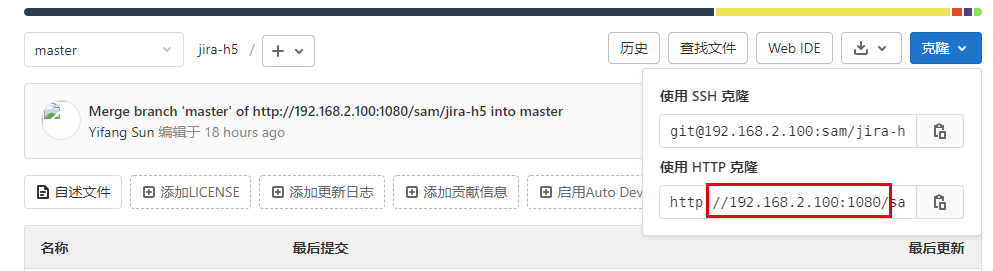 master
jira-h5 /
历史
查找文件
Web IDE
克隆
使用 SSH 克隆
git@192.168.2.100:sam/jira-h
使用 HTTP 克隆
http //192.168.2.100:1080/sa
Merge branch 'master' of http://192.168.2.100:1080/sam/jira-h5 into master
Yifang Sun 编辑于 18 hours ago
自述文件
添加LICENSE
添加更新日志
添加贡献信息
启用Auto Dev
名称
最后提交
最后更新